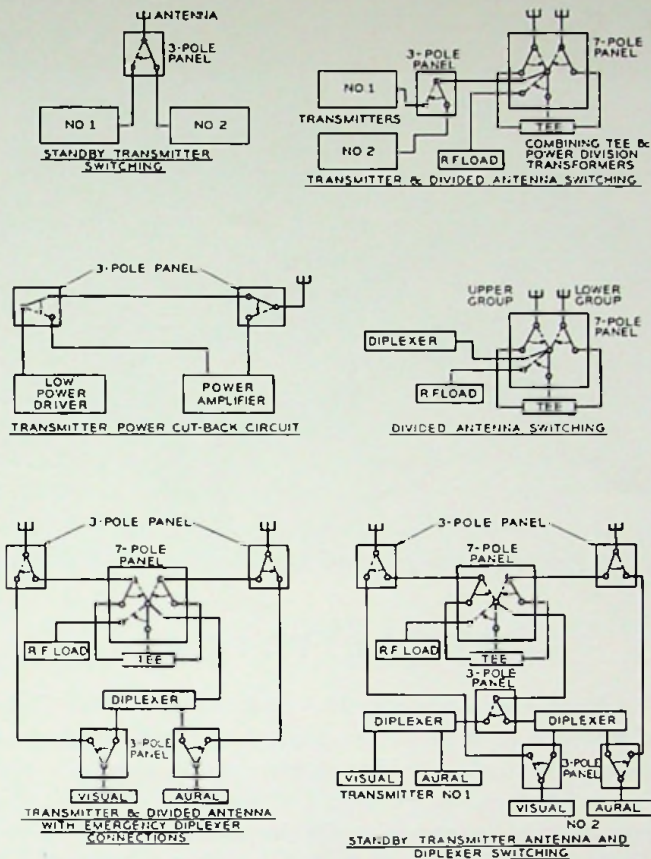 ANTENNA
3-POLE
PANEL
NO 1
NO 2
STANDBY TRANSMITTER
SWITCHING
7-POLE
PANEL
3-POLE
PANEL
NO. 1
TRANSMITTERS
NO 2
RF LOAD
TEE
COMBINING TEE &
POWER DIVISION
TRANSFORMERS
TRANSMITTER & DIVIDED ANTENNA SWITCHING
3-POLE PANEL
LOW
POWER
DRIVER
POWER
AMPLIFIER
TRANSMITTER POWER CUT-BACK CIRCUIT
UPPER
GROUP
LOWER
GROUP
7-POLE
PANEL
DIPLEXER
RF LOAD
TEE
DIVIDED ANTENNA SWITCHING
3-POLE PANEL
7-POLE
PANEL
RF LOAD
TEE
DIPLEXER
3-POLE
PANEL
VISUAL
AURAL
TRANSMITTER & DIVIDED ANTENNA
WITH EMERGENCY DIPLEXER
CONNECTIONS
3-POLE PANEL
7-POLE
PANEL
RF LOAD
TEE
3-POLE
PANEL
DIPLEXER
DIPLEXER
3-POLE
PANEL
VISUAL
AURAL
TRANSMITTER NO 1
VISUAL
AURAL
NO 2
STANDBY TRANSMITTER ANTENNA AND
DIPLEXER SWITCHING